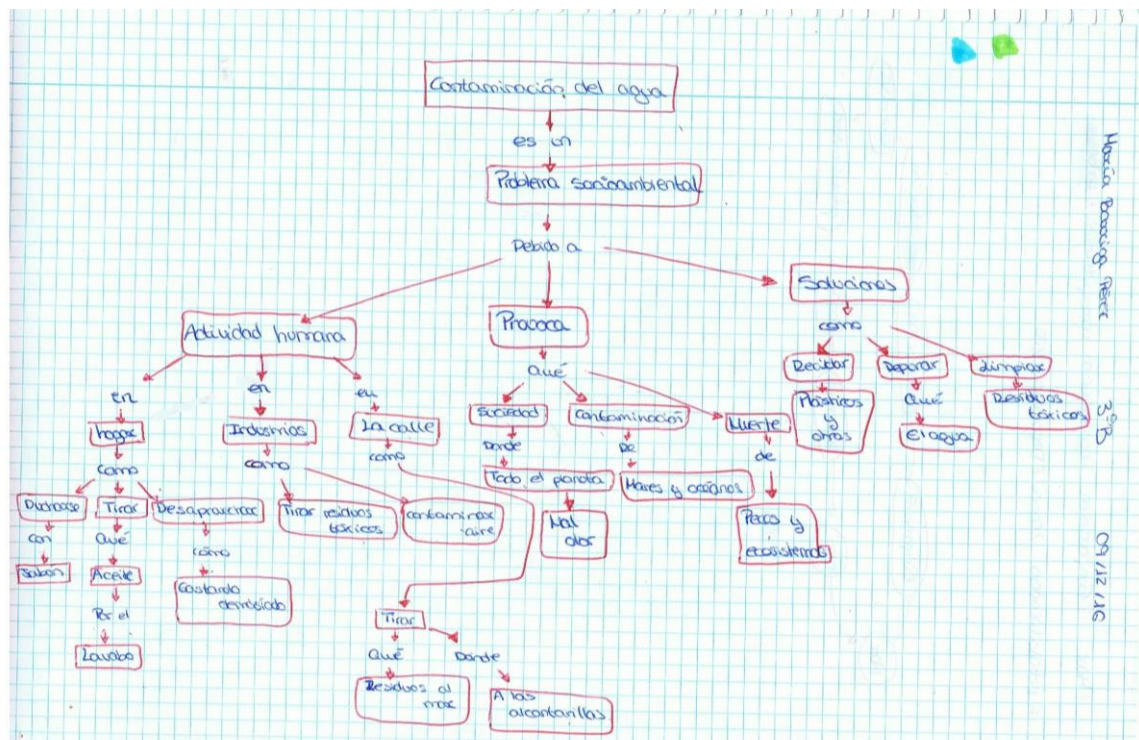 Contaminación del agua
es un
Problema socioambiental
Debido a
Soluciones
Provoca
Actividad humana
como
Reciclar
Depurar
Limpiar
Qué
en
en
en
Sociedad
Contaminación
Muerte
Plásticos
y
otros
Qué
Residuos
tóxicos
hogar
Industrias
La calle
Donde
De
de
El agua
como
como
como
Todo el planeta
Mares y océanos
Ducharse
Tirar
Desaprovechar
Tirar residuos
tóxicos
contaminar
aire
Mal
olor
Peces y
ecosistemas
con
Qué
cómo
Jabón
Aceite
Gastando
demasiado
Por el
Lavabo
Tirar
Qué
Donde
Residuos al
mar
A las
alcantarillas
María
Pérez
3ºB
09/12/16